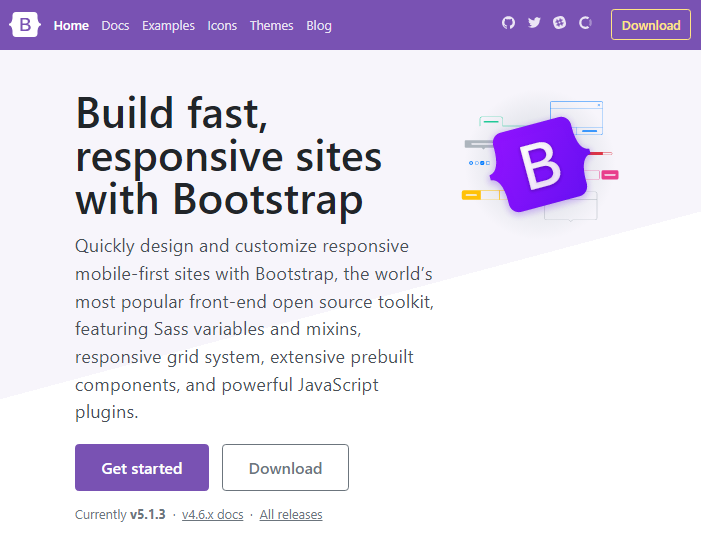 B Home Docs Examples Icons Themes Blog Download
Build fast,
responsive sites
with Bootstrap
B
Quickly design and customize responsive
mobile-first sites with Bootstrap, the world’s
most popular front-end open source toolkit,
featuring Sass variables and mixins,
responsive grid system, extensive prebuilt
components, and powerful JavaScript
plugins.
Get started Download
Currently v5.1.3 · v4.6.x docs · All releases